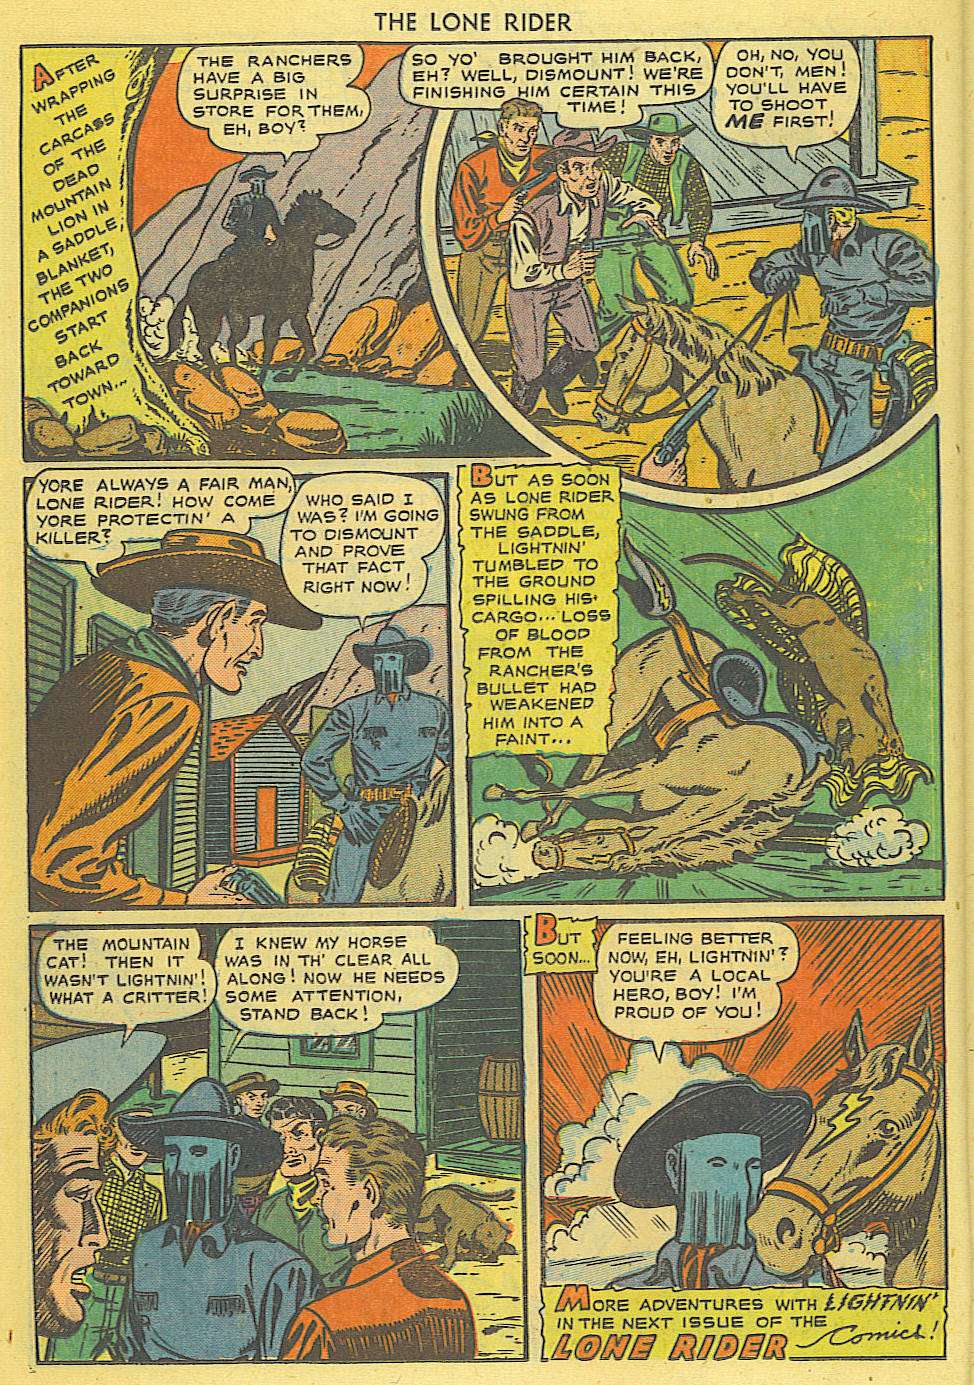 THE LONE RIDER
AFTER
WRAPPING
THE
CARCASS
OF THE
DEAD
MOUNTAIN
LION IN
A SADDLE
BLANKET,
THE TWO
COMPANIONS
START
BACK
TOWARD
TOWN...
THE RANCHERS
HAVE A BIG
SURPRISE IN
STORE FOR THEM,
EH, BOY?
SO YO' BROUGHT HIM BACK,
EH? WELL, DISMOUNT! WE'RE
FINISHING HIM CERTAIN THIS
TIME!
OH, NO, YOU
DON'T, MEN!
YOU'LL HAVE
TO SHOOT
ME FIRST!
YORE ALWAYS A FAIR MAN,
LONE RIDER! HOW COME
YORE PROTECTIN' A
KILLER?
WHO SAID I
WAS? I'M GOING
TO DISMOUNT
AND PROVE
THAT FACT
RIGHT NOW!
BUT AS SOON
AS LONE RIDER
SWUNG FROM
THE SADDLE,
LIGHTNIN'
TUMBLED TO
THE GROUND
SPILLING HIS
CARGO... LOSS
OF BLOOD
FROM THE
RANCHER'S
BULLET HAD
WEAKENED
HIM INTO A
FAINT...
THE MOUNTAIN
CAT! THEN IT
WASN'T LIGHTNIN'!
WHAT A CRITTER!
I KNEW MY HORSE
WAS IN TH' CLEAR ALL
ALONG! NOW HE NEEDS
SOME ATTENTION,
STAND BACK!
BUT
SOON...
FEELING BETTER
NOW, EH, LIGHTNIN'?
YOU'RE A LOCAL
HERO, BOY! I'M
PROUD OF YOU!
MORE ADVENTURES WITH LIGHTNIN'
IN THE NEXT ISSUE OF THE
LONE RIDER Comics!